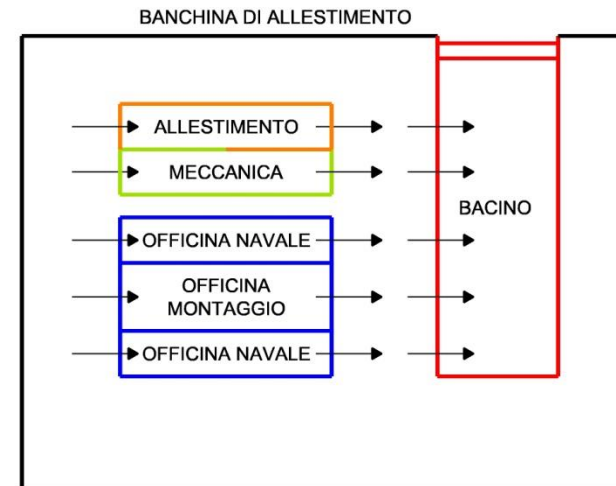 BANCHINA DI ALLESTIMENTO
ALLESTIMENTO
MECCANICA
BACINO
OFFICINA NAVALE
OFFICINA
MONTAGGIO
OFFICINA NAVALE